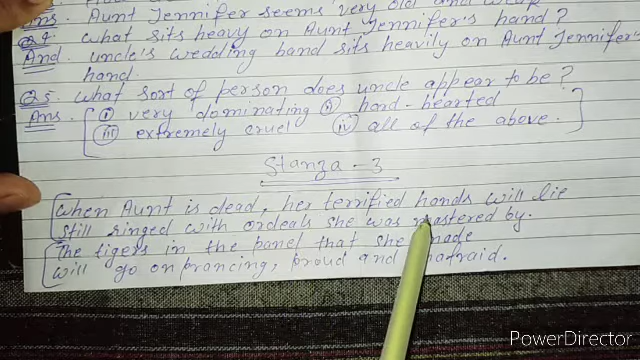 Ans. Aunt Jennifer seems very old and weak
Q4. What sits heavy on Aunt Jennifer's hand?
And. uncle's wedding band sits heavily on Aunt Jennifer's
hand.
Q5. What sort of person does uncle appear to be?
Ans. (i) very dominating (ii) hard-hearted
(iii) extremely cruel (iv) all of the above.
Stanza - 3
When Aunt is dead, her terrified hands will lie
Still ringed with ordeals she was mastered by.
The tigers in the panel that she made
Will go on prancing, proud and unafraid.
PowerDirector